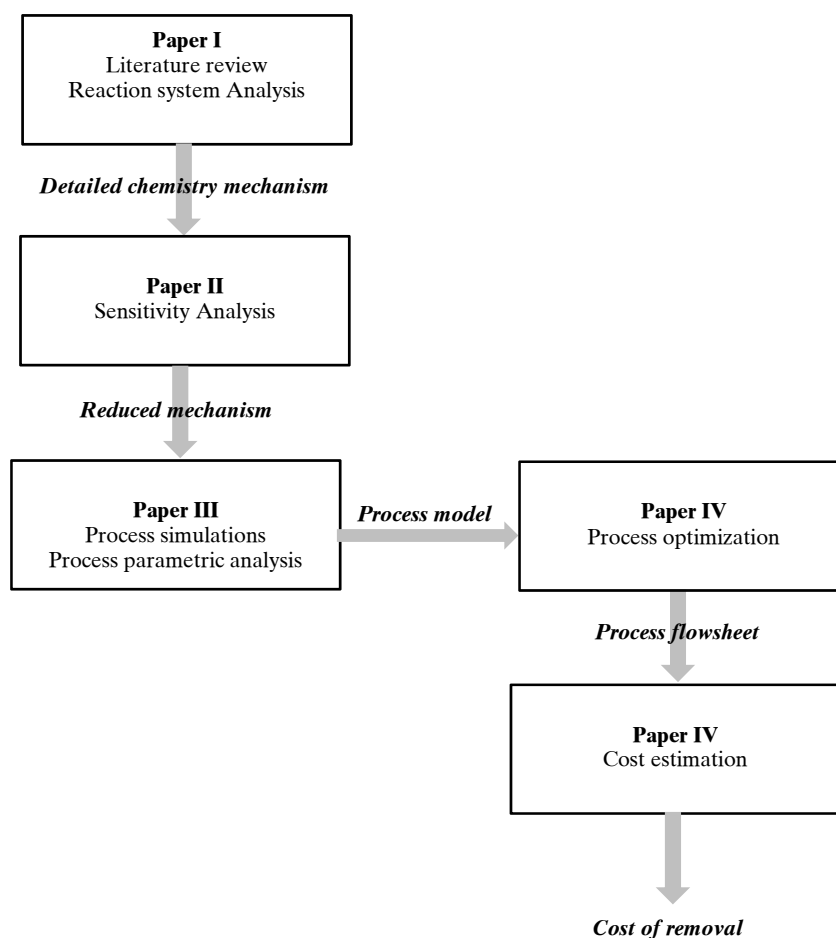 Paper I
Literature review
Reaction system Analysis
Detailed chemistry mechanism
Paper II
Sensitivity Analysis
Reduced mechanism
Paper III
Process simulations
Process parametric analysis
Process model
Paper IV
Process optimization
Process flowsheet
Paper IV
Cost estimation
Cost of removal